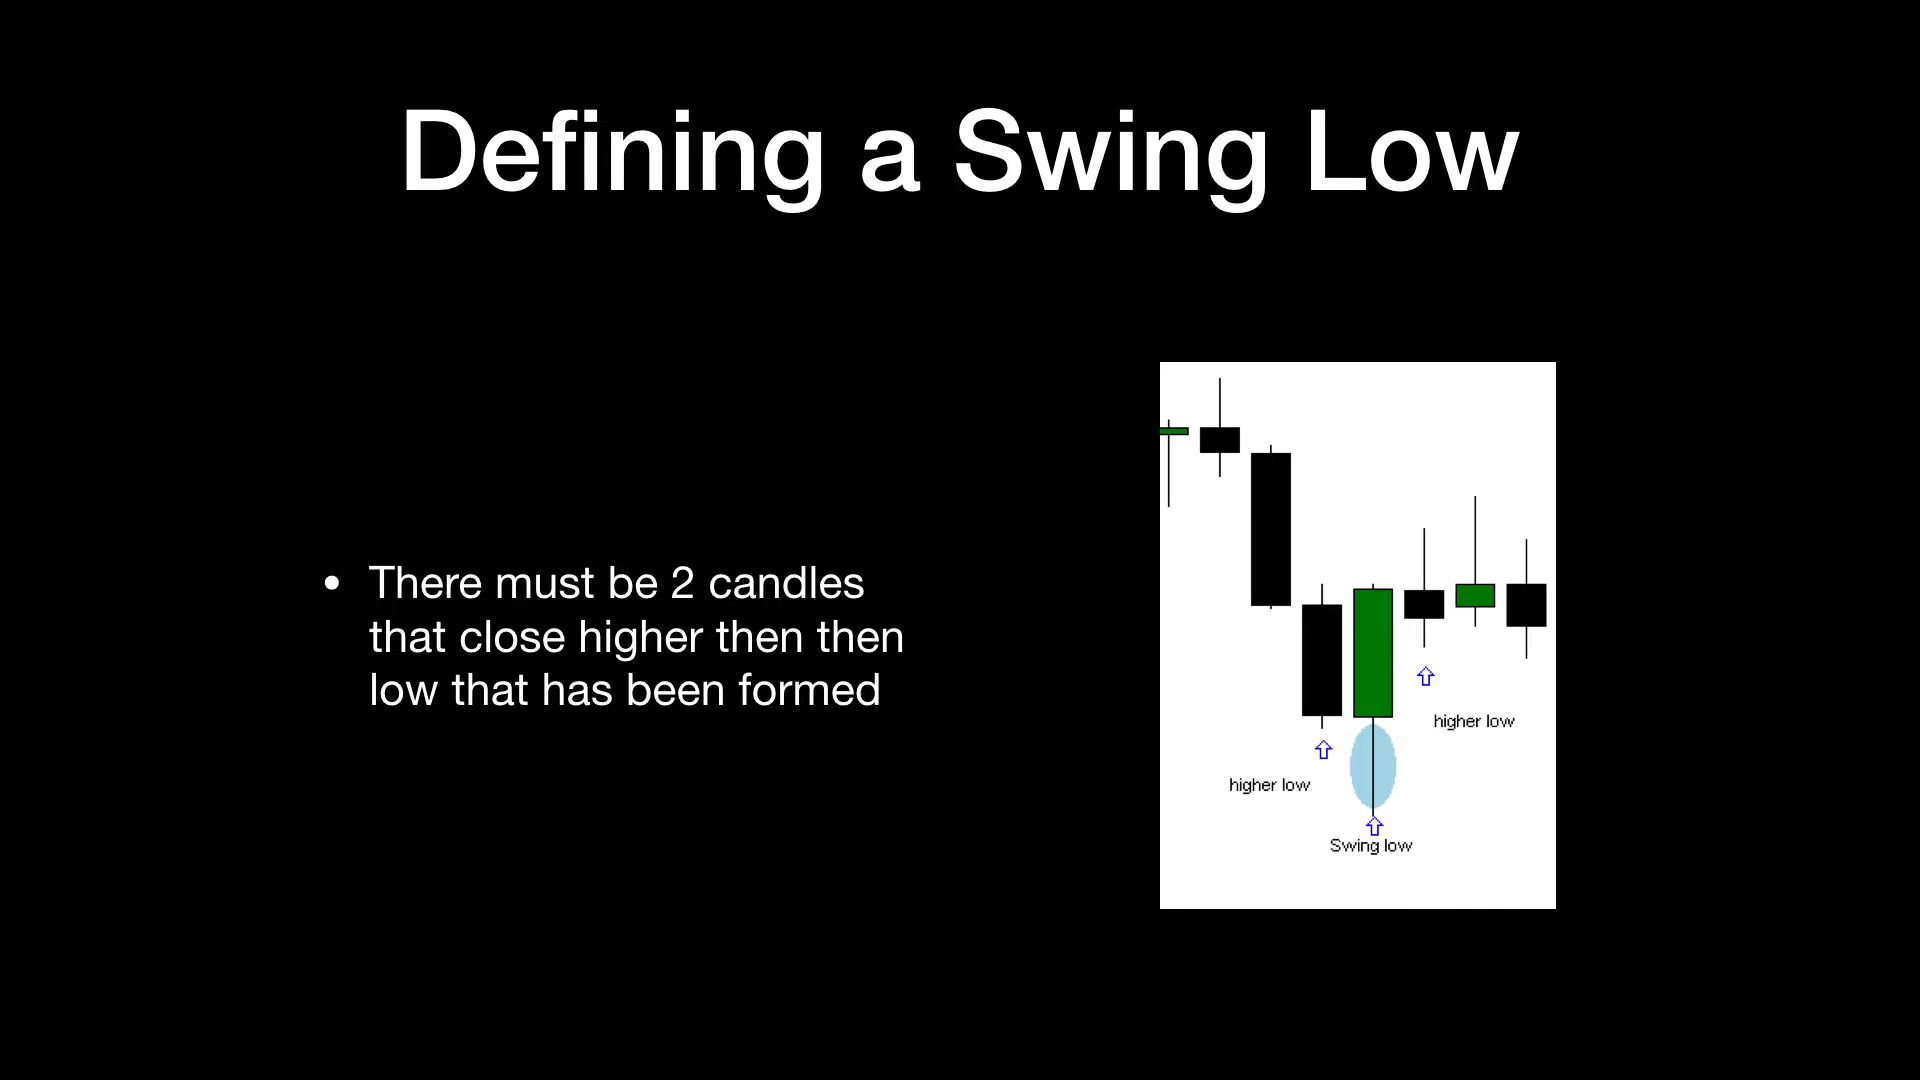 Defining a Swing Low
• There must be 2 candles
that close higher then then
low that has been formed
higher low
higher low
Swing low